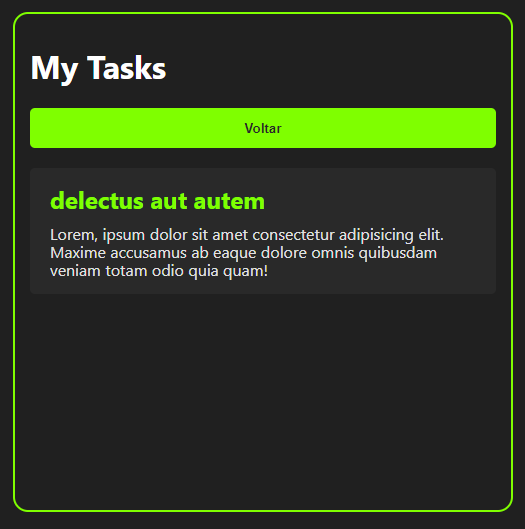 My Tasks
Voltar
delectus aut autem
Lorem, ipsum dolor sit amet consectetur adipisicing elit.
Maxime accusamus ab eaque dolore omnis quibusdam
veniam totam odio quia quam!